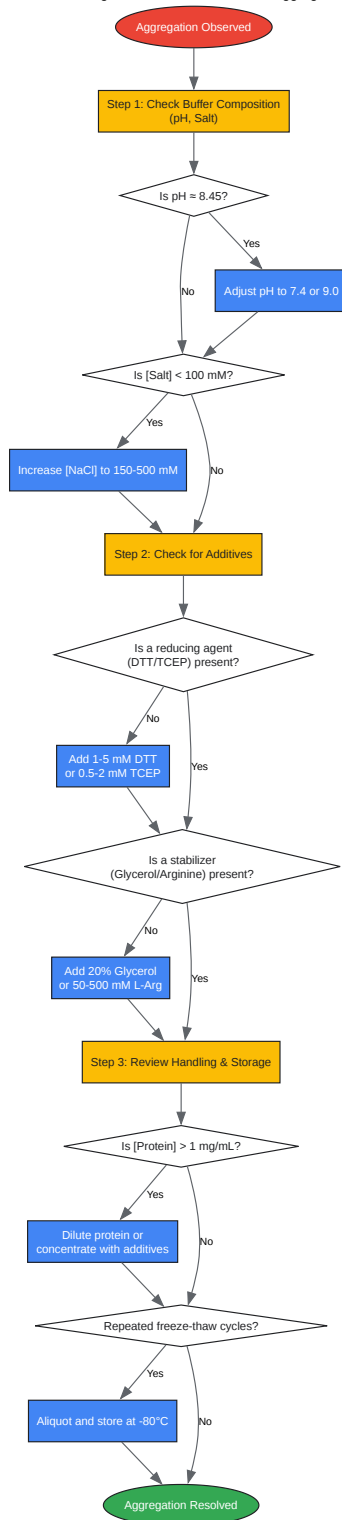 Aggregation Observed
Step 1: Check Buffer Composition
(pH, Salt)
Is pH ≈ 8.45?
Yes
No
Adjust pH to 7.4 or 9.0
Is [Salt] < 100 mM?
Yes
No
Increase [NaCl] to 150-500 mM
Step 2: Check for Additives
Is a reducing agent
(DTT/TCEP) present?
No
Yes
Add 1-5 mM DTT
or 0.5-2 mM TCEP
Is a stabilizer
(Glycerol/Arginine) present?
No
Yes
Add 20% Glycerol
or 50-500 mM L-Arg
Step 3: Review Handling & Storage
Is [Protein] > 1 mg/mL?
Yes
No
Dilute protein or
concentrate with additives
Repeated freeze-thaw cycles?
Yes
No
Aliquot and store at -80°C
Aggregation Resolved